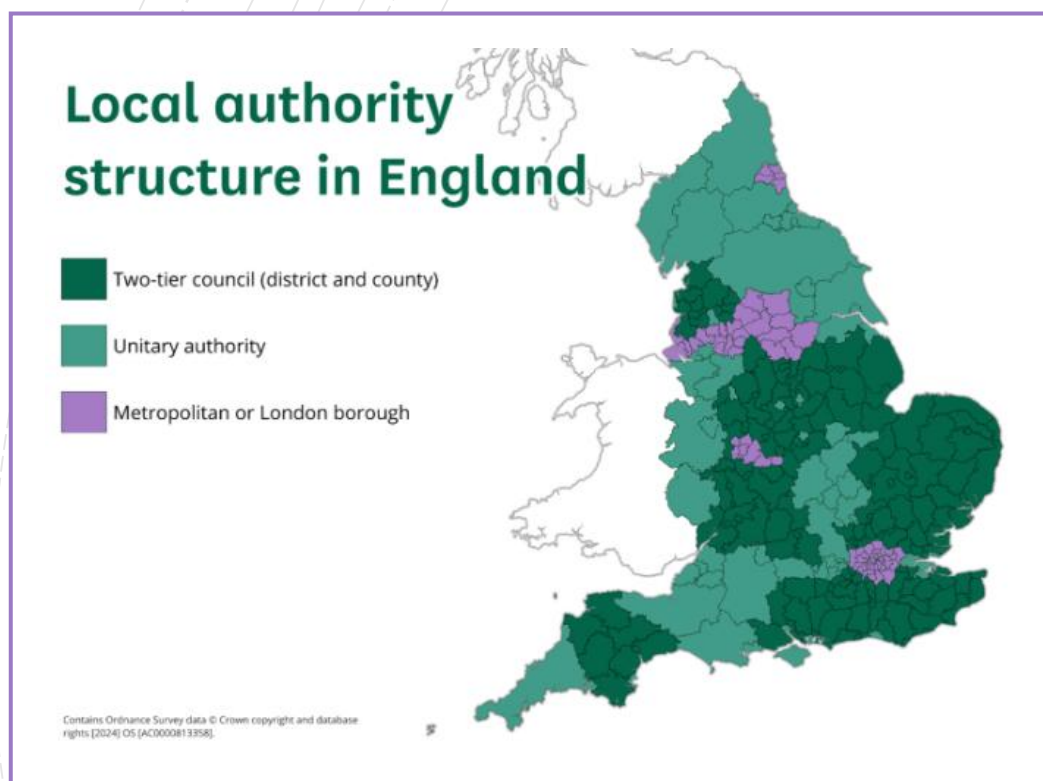 Local authority
structure in England
Two-tier council (district and county)
Unitary authority
Metropolitan or London borough
Contains Ordnance Survey data © Crown copyright and database
rights [2024] OS [AC0000813358].